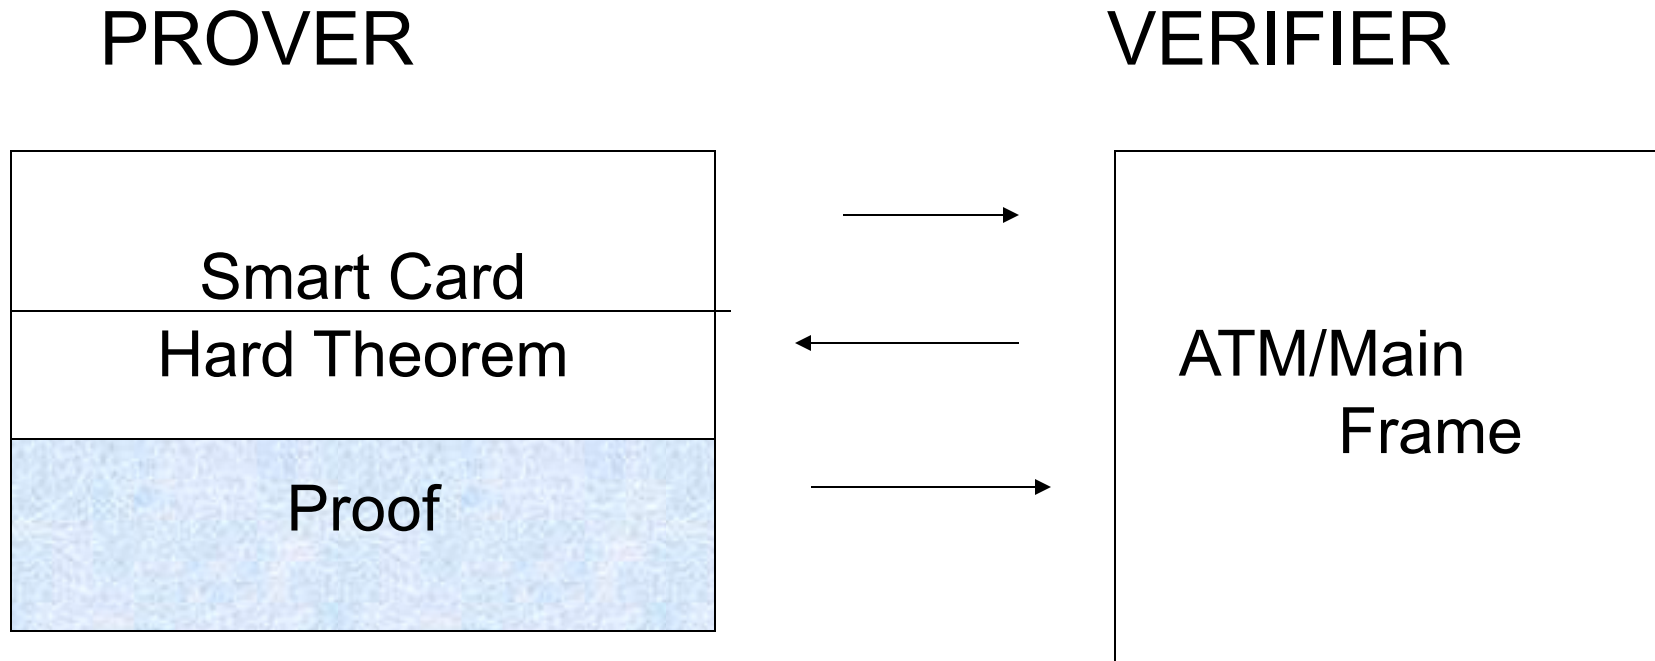 PROVER
VERIFIER
Smart Card
Hard Theorem
Proof
ATM/Main
Frame